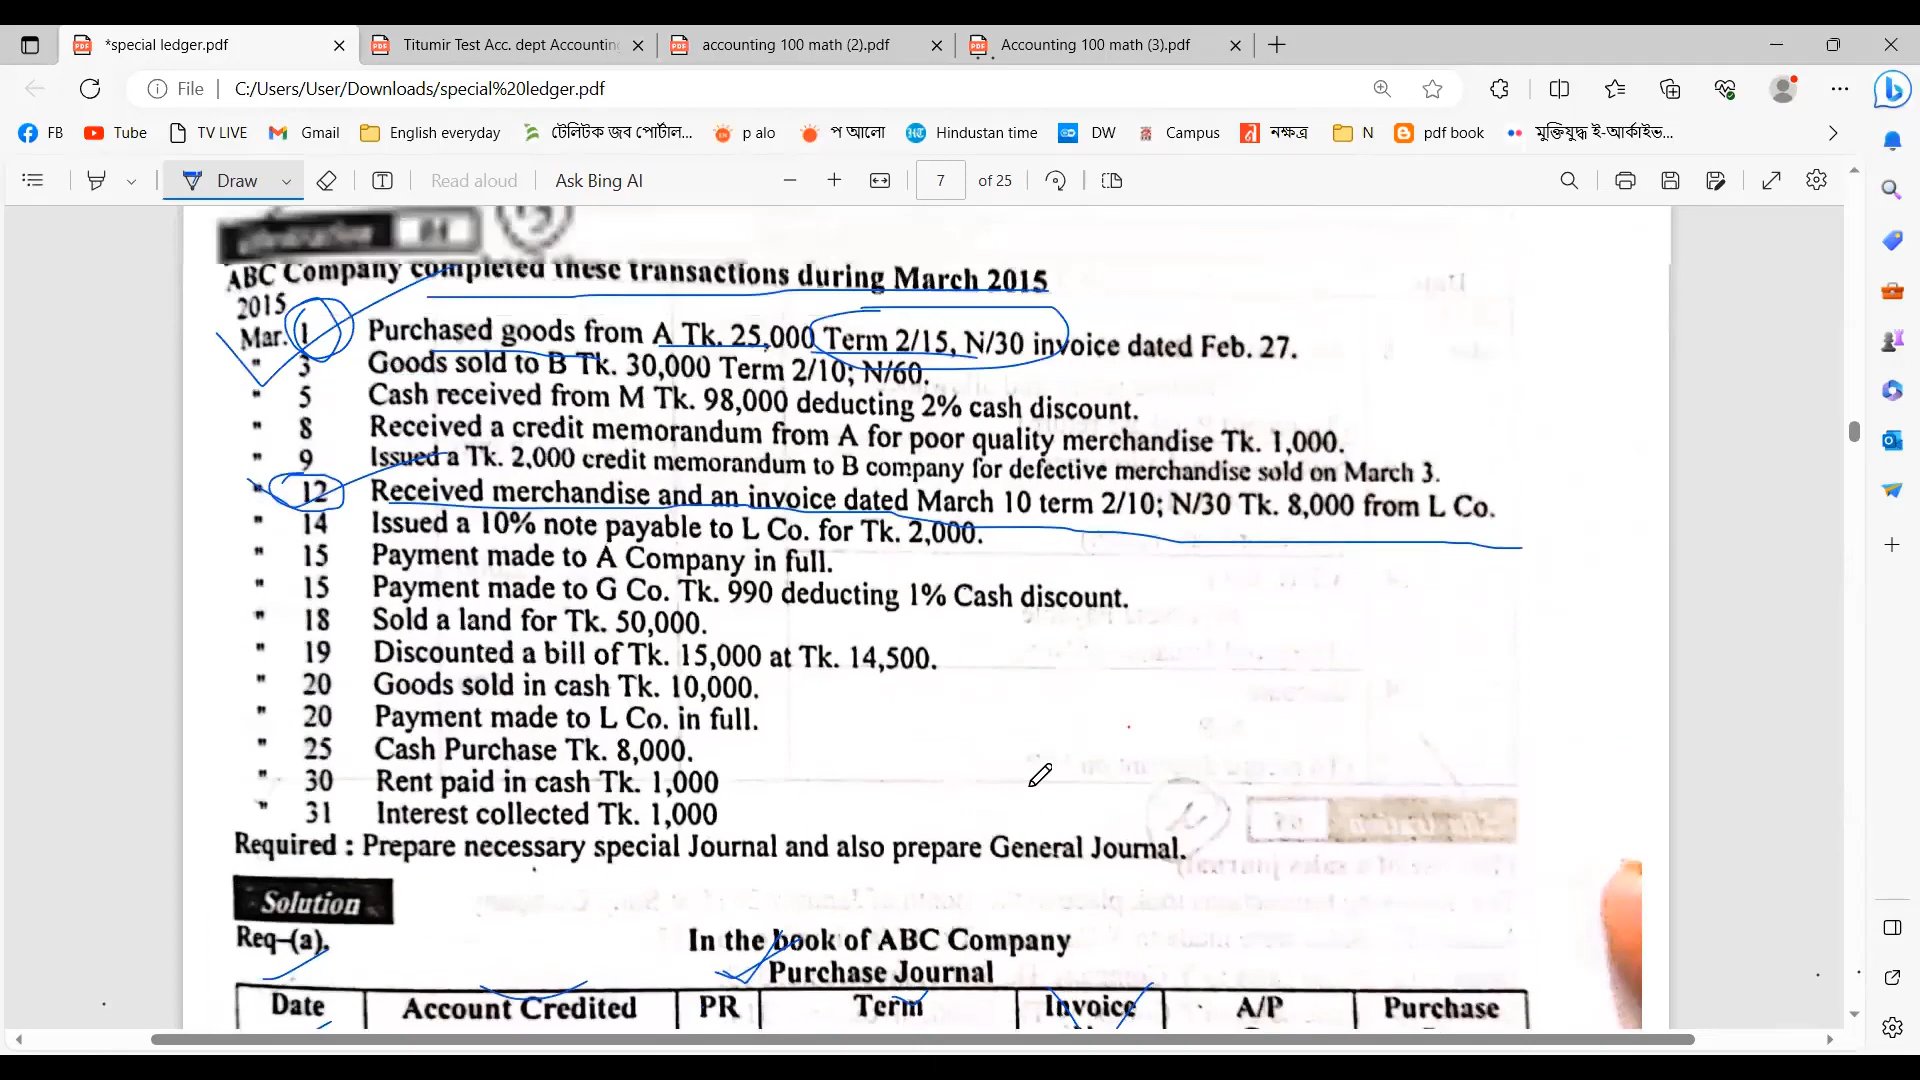 *special ledger.pdf
Titumir Test Acc. dept Accounting
accounting 100 math (2).pdf
Accounting 100 math (3).pdf
File
C:/Users/User/Downloads/special%20ledger.pdf
FB
Tube
TV LIVE
Gmail
English everyday
টেলিটক জব পোর্টাল...
p alo
প আলো
Hindustan time
DW
Campus
নক্ষত্র
N
pdf book
মুক্তিযুদ্ধ ই-আর্কাইভ...
Draw
Read aloud
Ask Bing AI
7
of 25
ABC Company completed these transactions during March 2015
2015
Mar. 1 Purchased goods from A Tk. 25,000 Term 2/15, N/30 invoice dated Feb. 27.
" 3 Goods sold to B Tk. 30,000 Term 2/10; N/60.
" 5 Cash received from M Tk. 98,000 deducting 2% cash discount.
" 8 Received a credit memorandum from A for poor quality merchandise Tk. 1,000.
" 9 Issued a Tk. 2,000 credit memorandum to B company for defective merchandise sold on March 3.
" 12 Received merchandise and an invoice dated March 10 term 2/10; N/30 Tk. 8,000 from L Co.
" 14 Issued a 10% note payable to L Co. for Tk. 2,000.
" 15 Payment made to A Company in full.
" 15 Payment made to G Co. Tk. 990 deducting 1% Cash discount.
" 18 Sold a land for Tk. 50,000.
" 19 Discounted a bill of Tk. 15,000 at Tk. 14,500.
" 20 Goods sold in cash Tk. 10,000.
" 20 Payment made to L Co. in full.
" 25 Cash Purchase Tk. 8,000.
" 30 Rent paid in cash Tk. 1,000
" 31 Interest collected Tk. 1,000
Required : Prepare necessary special Journal and also prepare General Journal.
Solution
Req-(a).
In the book of ABC Company
Purchase Journal
Date Account Credited PR Term Invoice A/P Purchase